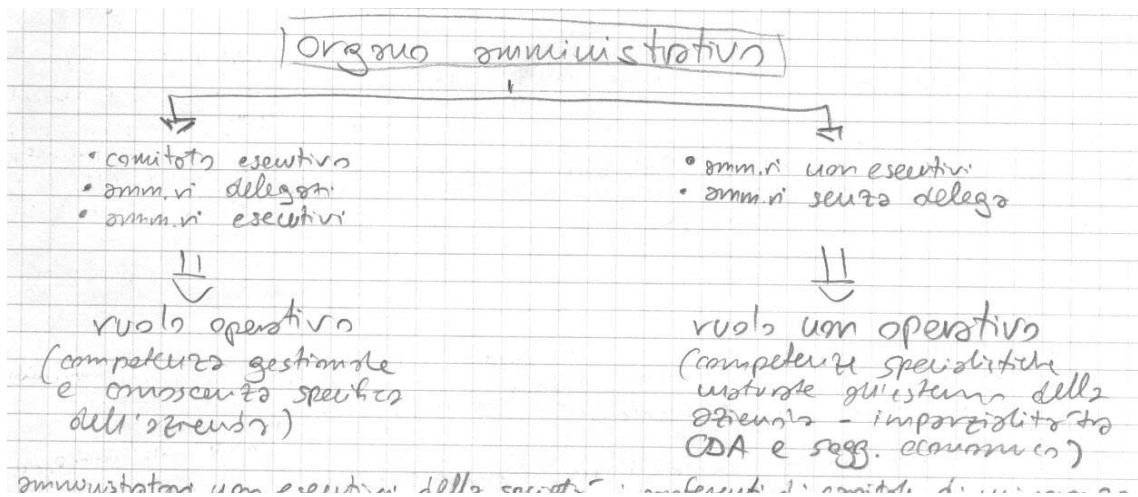 organo amministrativo
• comitato esecutivo
• amm.ri delegati
• amm.ri esecutivi
ruolo operativo
(competenza gestionale
e conoscenza specifica
dell'azienda)
• amm.ri non esecutivi
• amm.ri senza delega
ruolo non operativo
(competenze specialistiche
maturate all'esterno della
azienda - imparzialità tra
CDA e sogg. economico)
amministratori non esecutivi della società : di